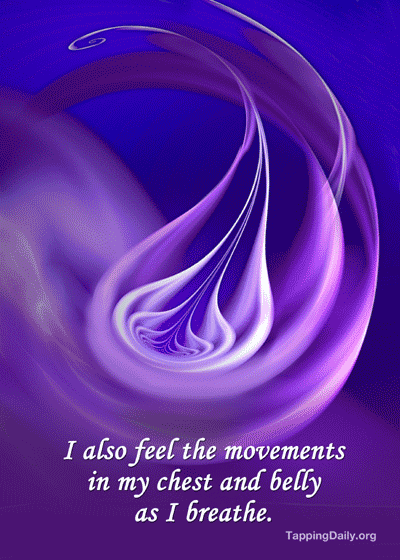 I also feel the movements
in my chest and belly
as I breathe.
TappingDaily.org